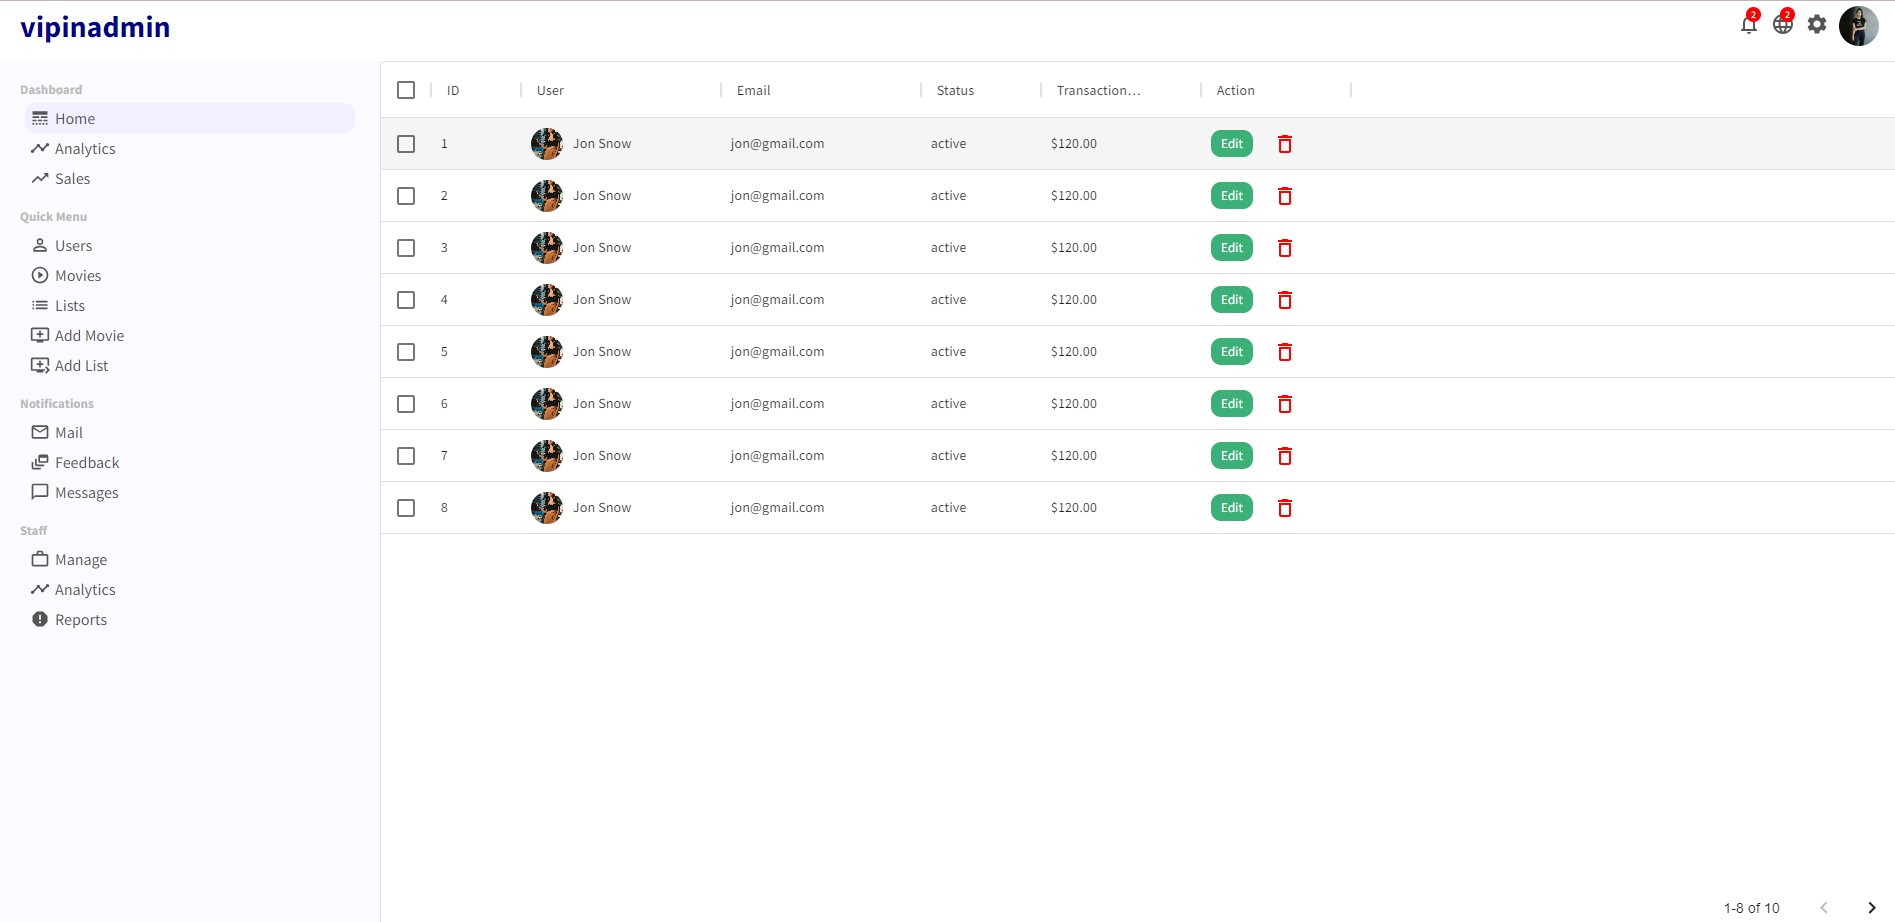 vipinadmin
2
2
Dashboard
Home
Analytics
Sales
Quick Menu
Users
Movies
Lists
Add Movie
Add List
Notifications
Mail
Feedback
Messages
Staff
Manage
Analytics
Reports
ID User Email Status Transaction... Action
1 Jon Snow jon@gmail.com active $120.00 Edit
2 Jon Snow jon@gmail.com active $120.00 Edit
3 Jon Snow jon@gmail.com active $120.00 Edit
4 Jon Snow jon@gmail.com active $120.00 Edit
5 Jon Snow jon@gmail.com active $120.00 Edit
6 Jon Snow jon@gmail.com active $120.00 Edit
7 Jon Snow jon@gmail.com active $120.00 Edit
8 Jon Snow jon@gmail.com active $120.00 Edit
1-8 of 10